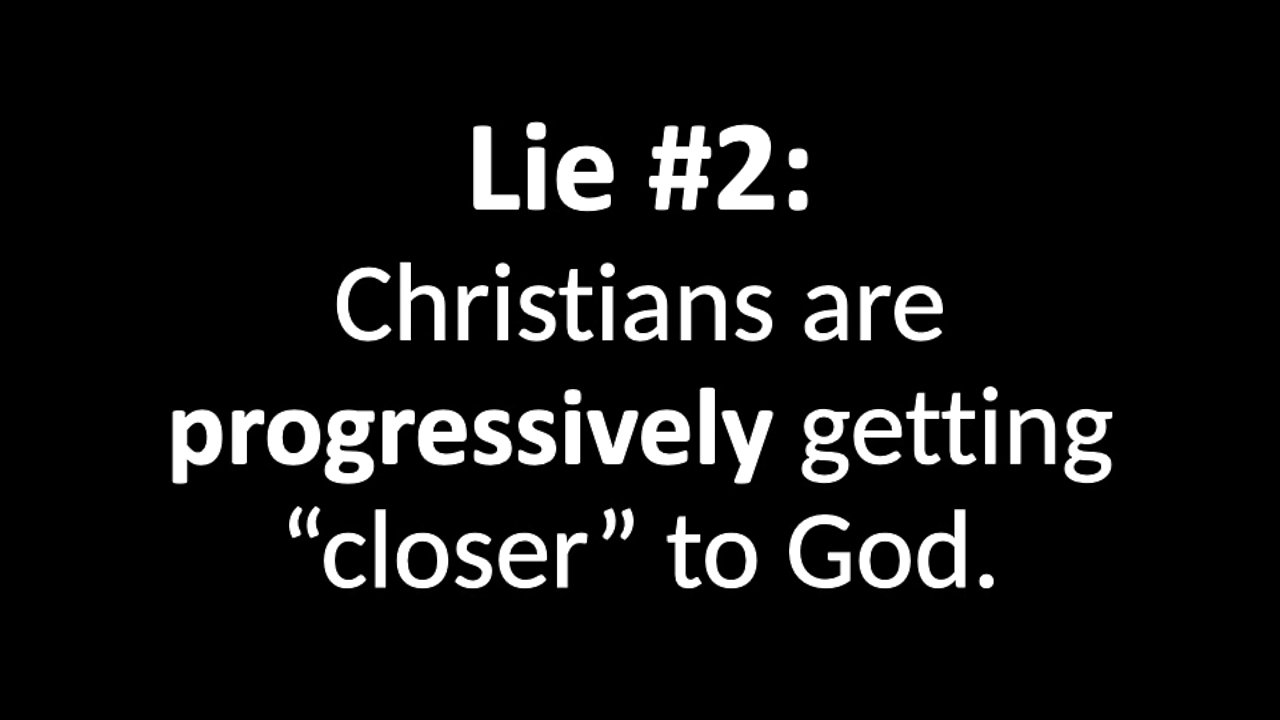 Lie #2:
Christians are
progressively getting
“closer” to God.